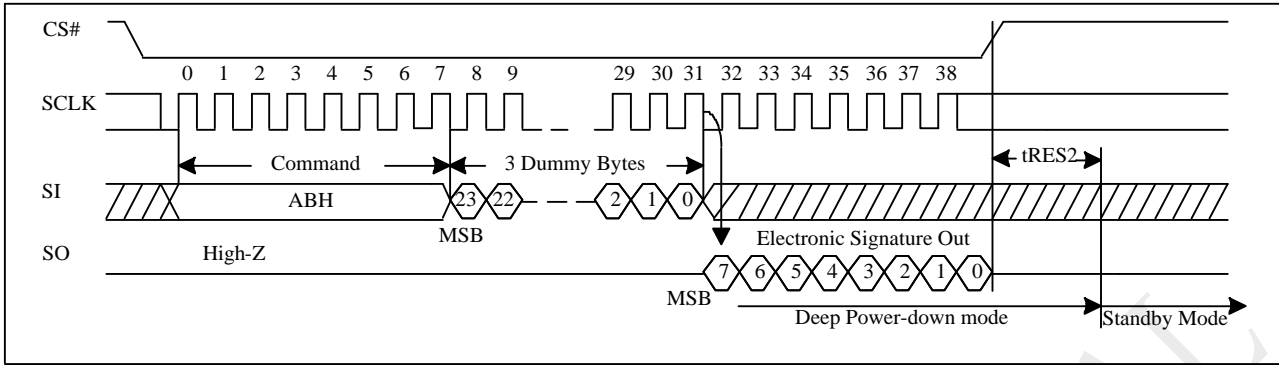 CS#
0 1 2 3 4 5 6 7 8 9 29 30 31 32 33 34 35 36 37 38
SCLK
Command 3 Dummy Bytes tRES2
SI ABH 23 22 2 1 0
MSB
SO High-Z Electronic Signature Out
7 6 5 4 3 2 1 0
MSB
Deep Power-down mode Standby Mode